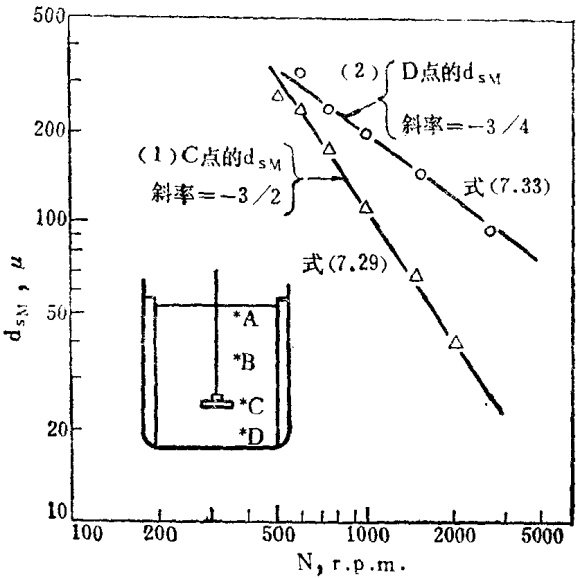 500
200
100
50
20
10
d_sM, μ
(2) D点的d_sM
斜率=-3/4
(1)C点的d_sM
斜率=-3/2
式(7.33)
式(7.29)
*A
*B
*C
*D
100 200 500 1000 2000 5000
N, r.p.m.